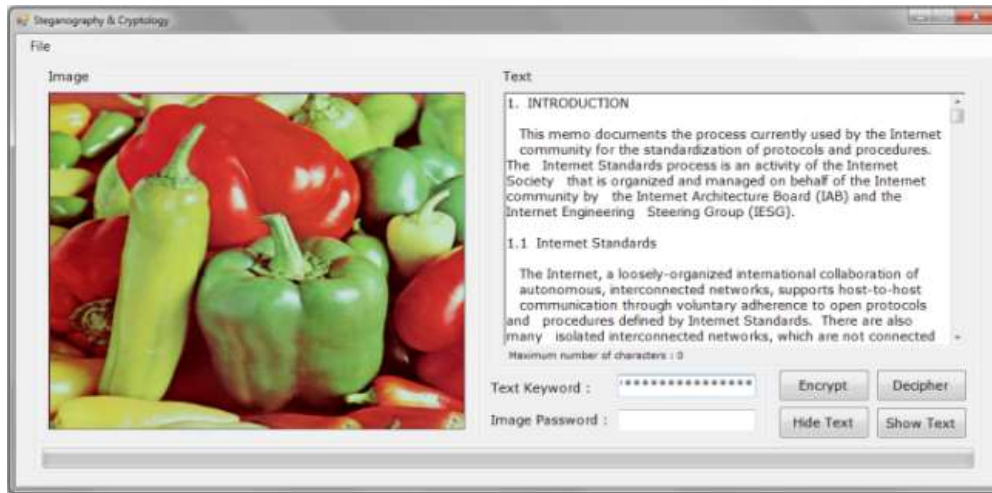 Steganography & Cryptology
File
Image
Text
1. INTRODUCTION
This memo documents the process currently used by the Internet
community for the standardization of protocols and procedures.
The Internet Standards process is an activity of the Internet
Society that is organized and managed on behalf of the Internet
community by the Internet Architecture Board (IAB) and the
Internet Engineering Steering Group (IESG).
1.1 Internet Standards
The Internet, a loosely-organized international collaboration of
autonomous, interconnected networks, supports host-to-host
communication through voluntary adherence to open protocols
and procedures defined by Internet Standards. There are also
many isolated interconnected networks, which are not connected
Maximum number of characters : 0
Text Keyword : ***************
Encrypt
Decipher
Image Password :
Hide Text
Show Text